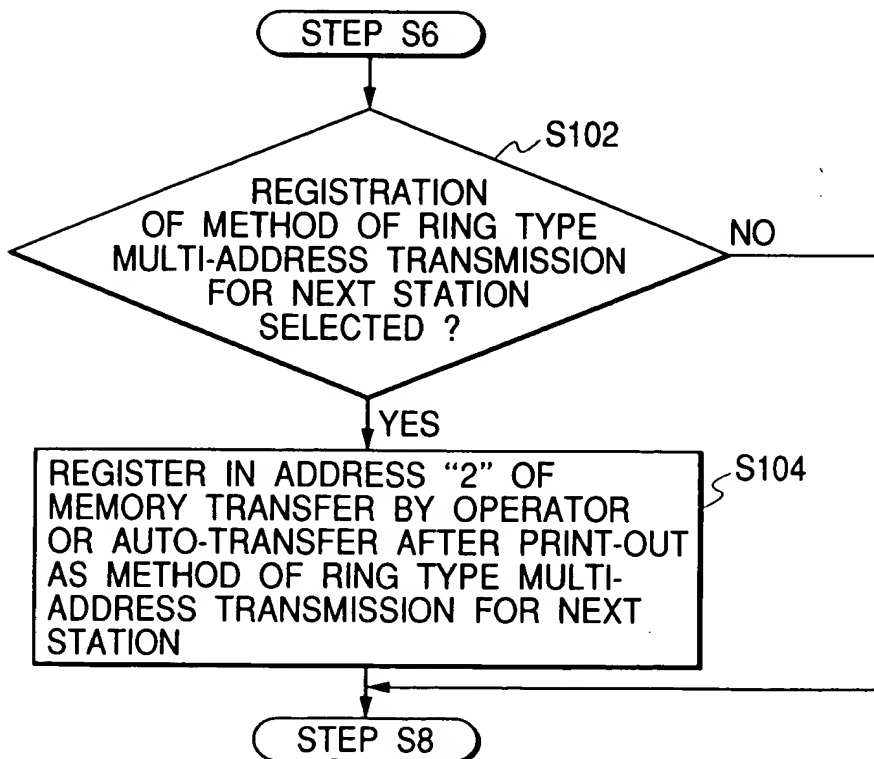 STEP S6
S102
REGISTRATION
OF METHOD OF RING TYPE
MULTI-ADDRESS TRANSMISSION
FOR NEXT STATION
SELECTED ?
NO
YES
S104
REGISTER IN ADDRESS “2” OF
MEMORY TRANSFER BY OPERATOR
OR AUTO-TRANSFER AFTER PRINT-OUT
AS METHOD OF RING TYPE MULTI-
ADDRESS TRANSMISSION FOR NEXT
STATION
STEP S8